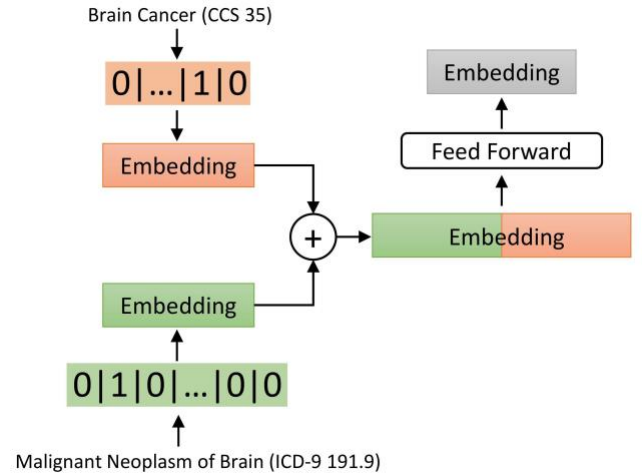 Brain Cancer (CCS 35)
0|...|1|0
Embedding
+
Embedding
0|1|0|...|0|0
Malignant Neoplasm of Brain (ICD-9 191.9)
Embedding
Feed Forward
Embedding